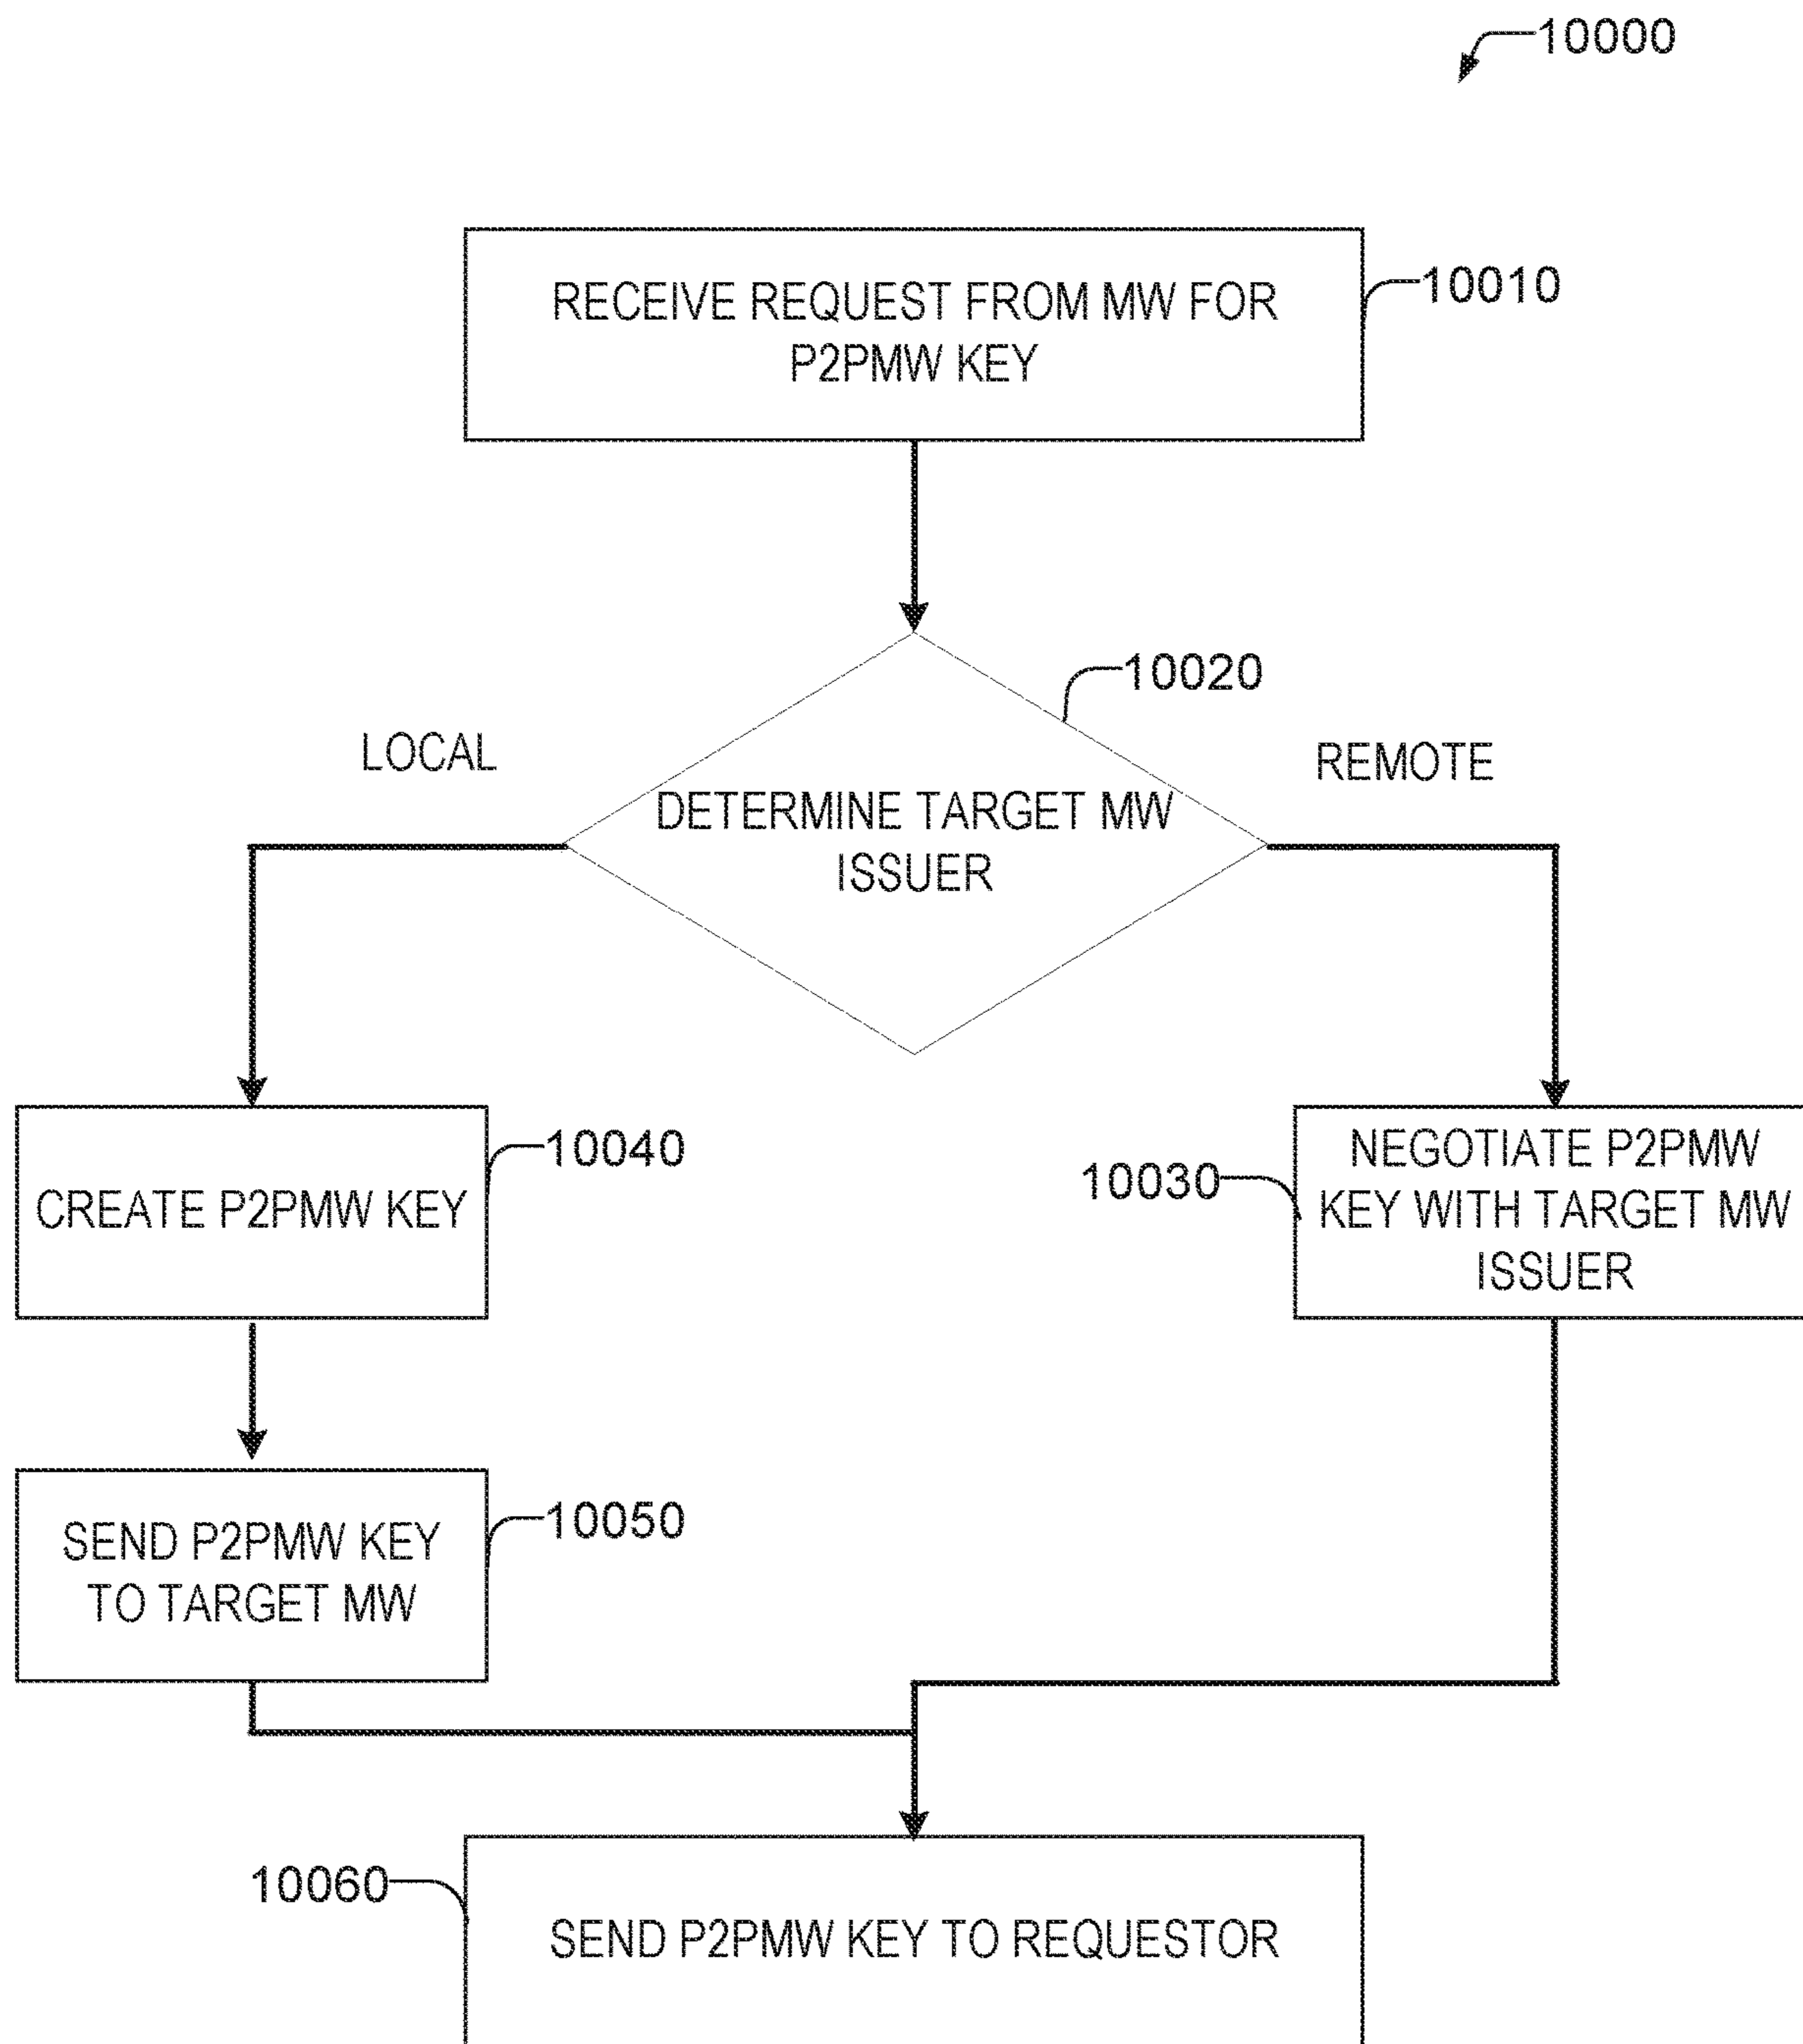 10000
RECEIVE REQUEST FROM MW FOR
P2PMW KEY
10010
10020
LOCAL
REMOTE
DETERMINE TARGET MW
ISSUER
CREATE P2PMW KEY
10040
10030
NEGOTIATE P2PMW
KEY WITH TARGET MW
ISSUER
SEND P2PMW KEY
TO TARGET MW
10050
10060
SEND P2PMW KEY TO REQUESTOR